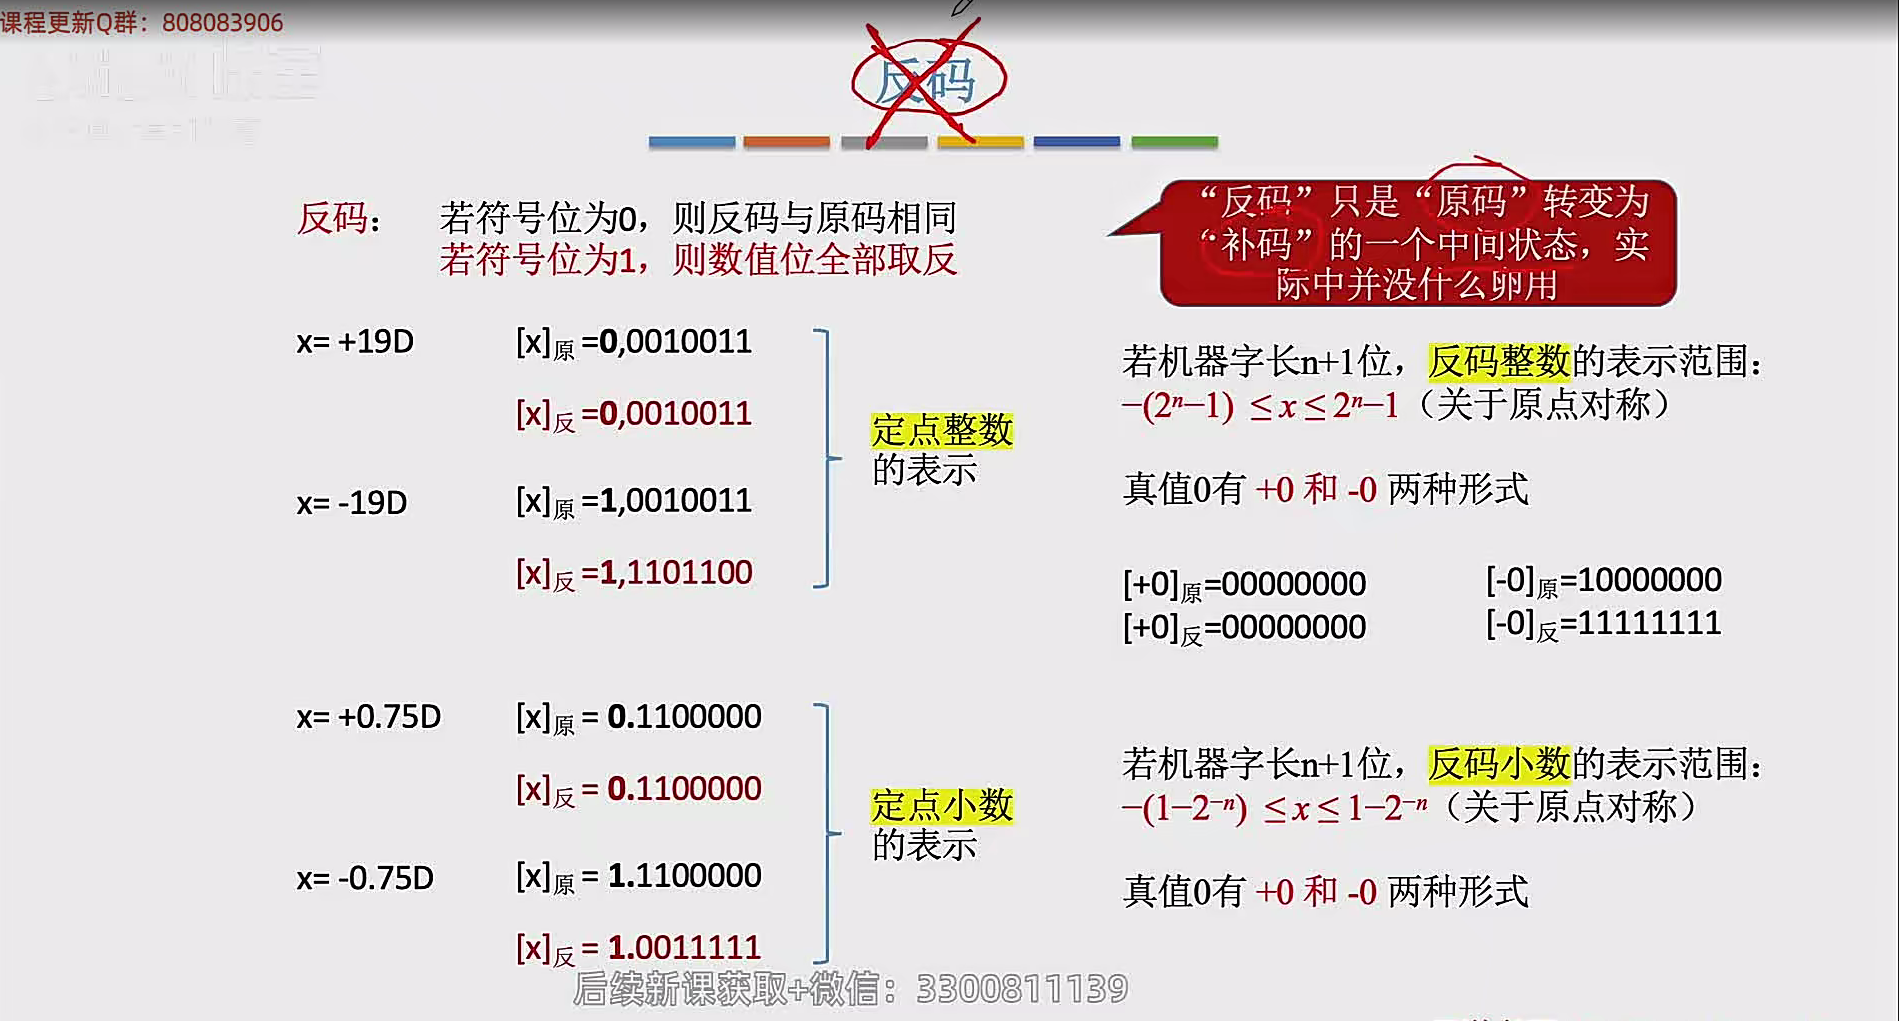 课程更新Q群：808083906
反码
反码： 若符号位为0，则反码与原码相同
若符号位为1，则数值位全部取反
“反码”只是“原码”转变为
“补码”的一个中间状态，实
际中并没什么卵用
x= +19D [x]原 =0,0010011
[x]反 =0,0010011
x= -19D [x]原 =1,0010011
[x]反 =1,1101100
定点整数
的表示
若机器字长n+1位，反码整数的表示范围：
−(2ⁿ−1) ≤ x ≤ 2ⁿ−1（关于原点对称）
真值0有 +0 和 -0 两种形式
[+0]原=00000000 [-0]原=10000000
[+0]反=00000000 [-0]反=11111111
x= +0.75D [x]原 = 0.1100000
[x]反 = 0.1100000
x= -0.75D [x]原 = 1.1100000
[x]反 = 1.0011111
定点小数
的表示
若机器字长n+1位，反码小数的表示范围：
−(1−2⁻ⁿ) ≤ x ≤ 1−2⁻ⁿ（关于原点对称）
真值0有 +0 和 -0 两种形式
后续新课获取+微信：3300811139